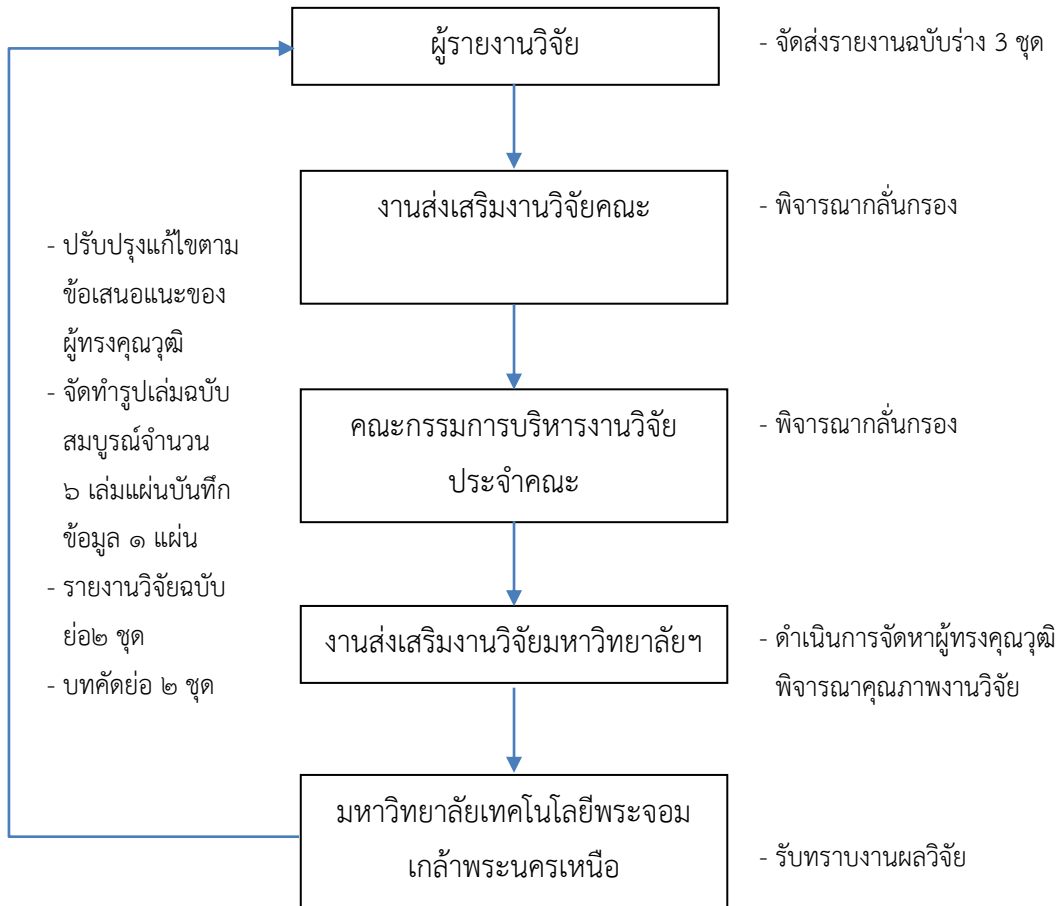 ผู้รายงานวิจัย
- จัดส่งรายงานฉบับร่าง 3 ชุด
งานส่งเสริมงานวิจัยคณะ
- พิจารณากลั่นกรอง
- ปรับปรุงแก้ไขตาม
ข้อเสนอแนะของ
ผู้ทรงคุณวุฒิ
- จัดทำรูปเล่มฉบับ
สมบูรณ์จำนวน
๖ เล่มแผ่นบันทึก
ข้อมูล ๑ แผ่น
- รายงานวิจัยฉบับ
ย่อ๒ ชุด
- บทคัดย่อ ๒ ชุด
คณะกรรมการบริหารงานวิจัย
ประจำคณะ
- พิจารณากลั่นกรอง
งานส่งเสริมงานวิจัยมหาวิทยาลัยฯ
- ดำเนินการจัดหาผู้ทรงคุณวุฒิ
พิจารณาคุณภาพงานวิจัย
มหาวิทยาลัยเทคโนโลยีพระจอม
เกล้าพระนครเหนือ
- รับทราบงานผลวิจัย